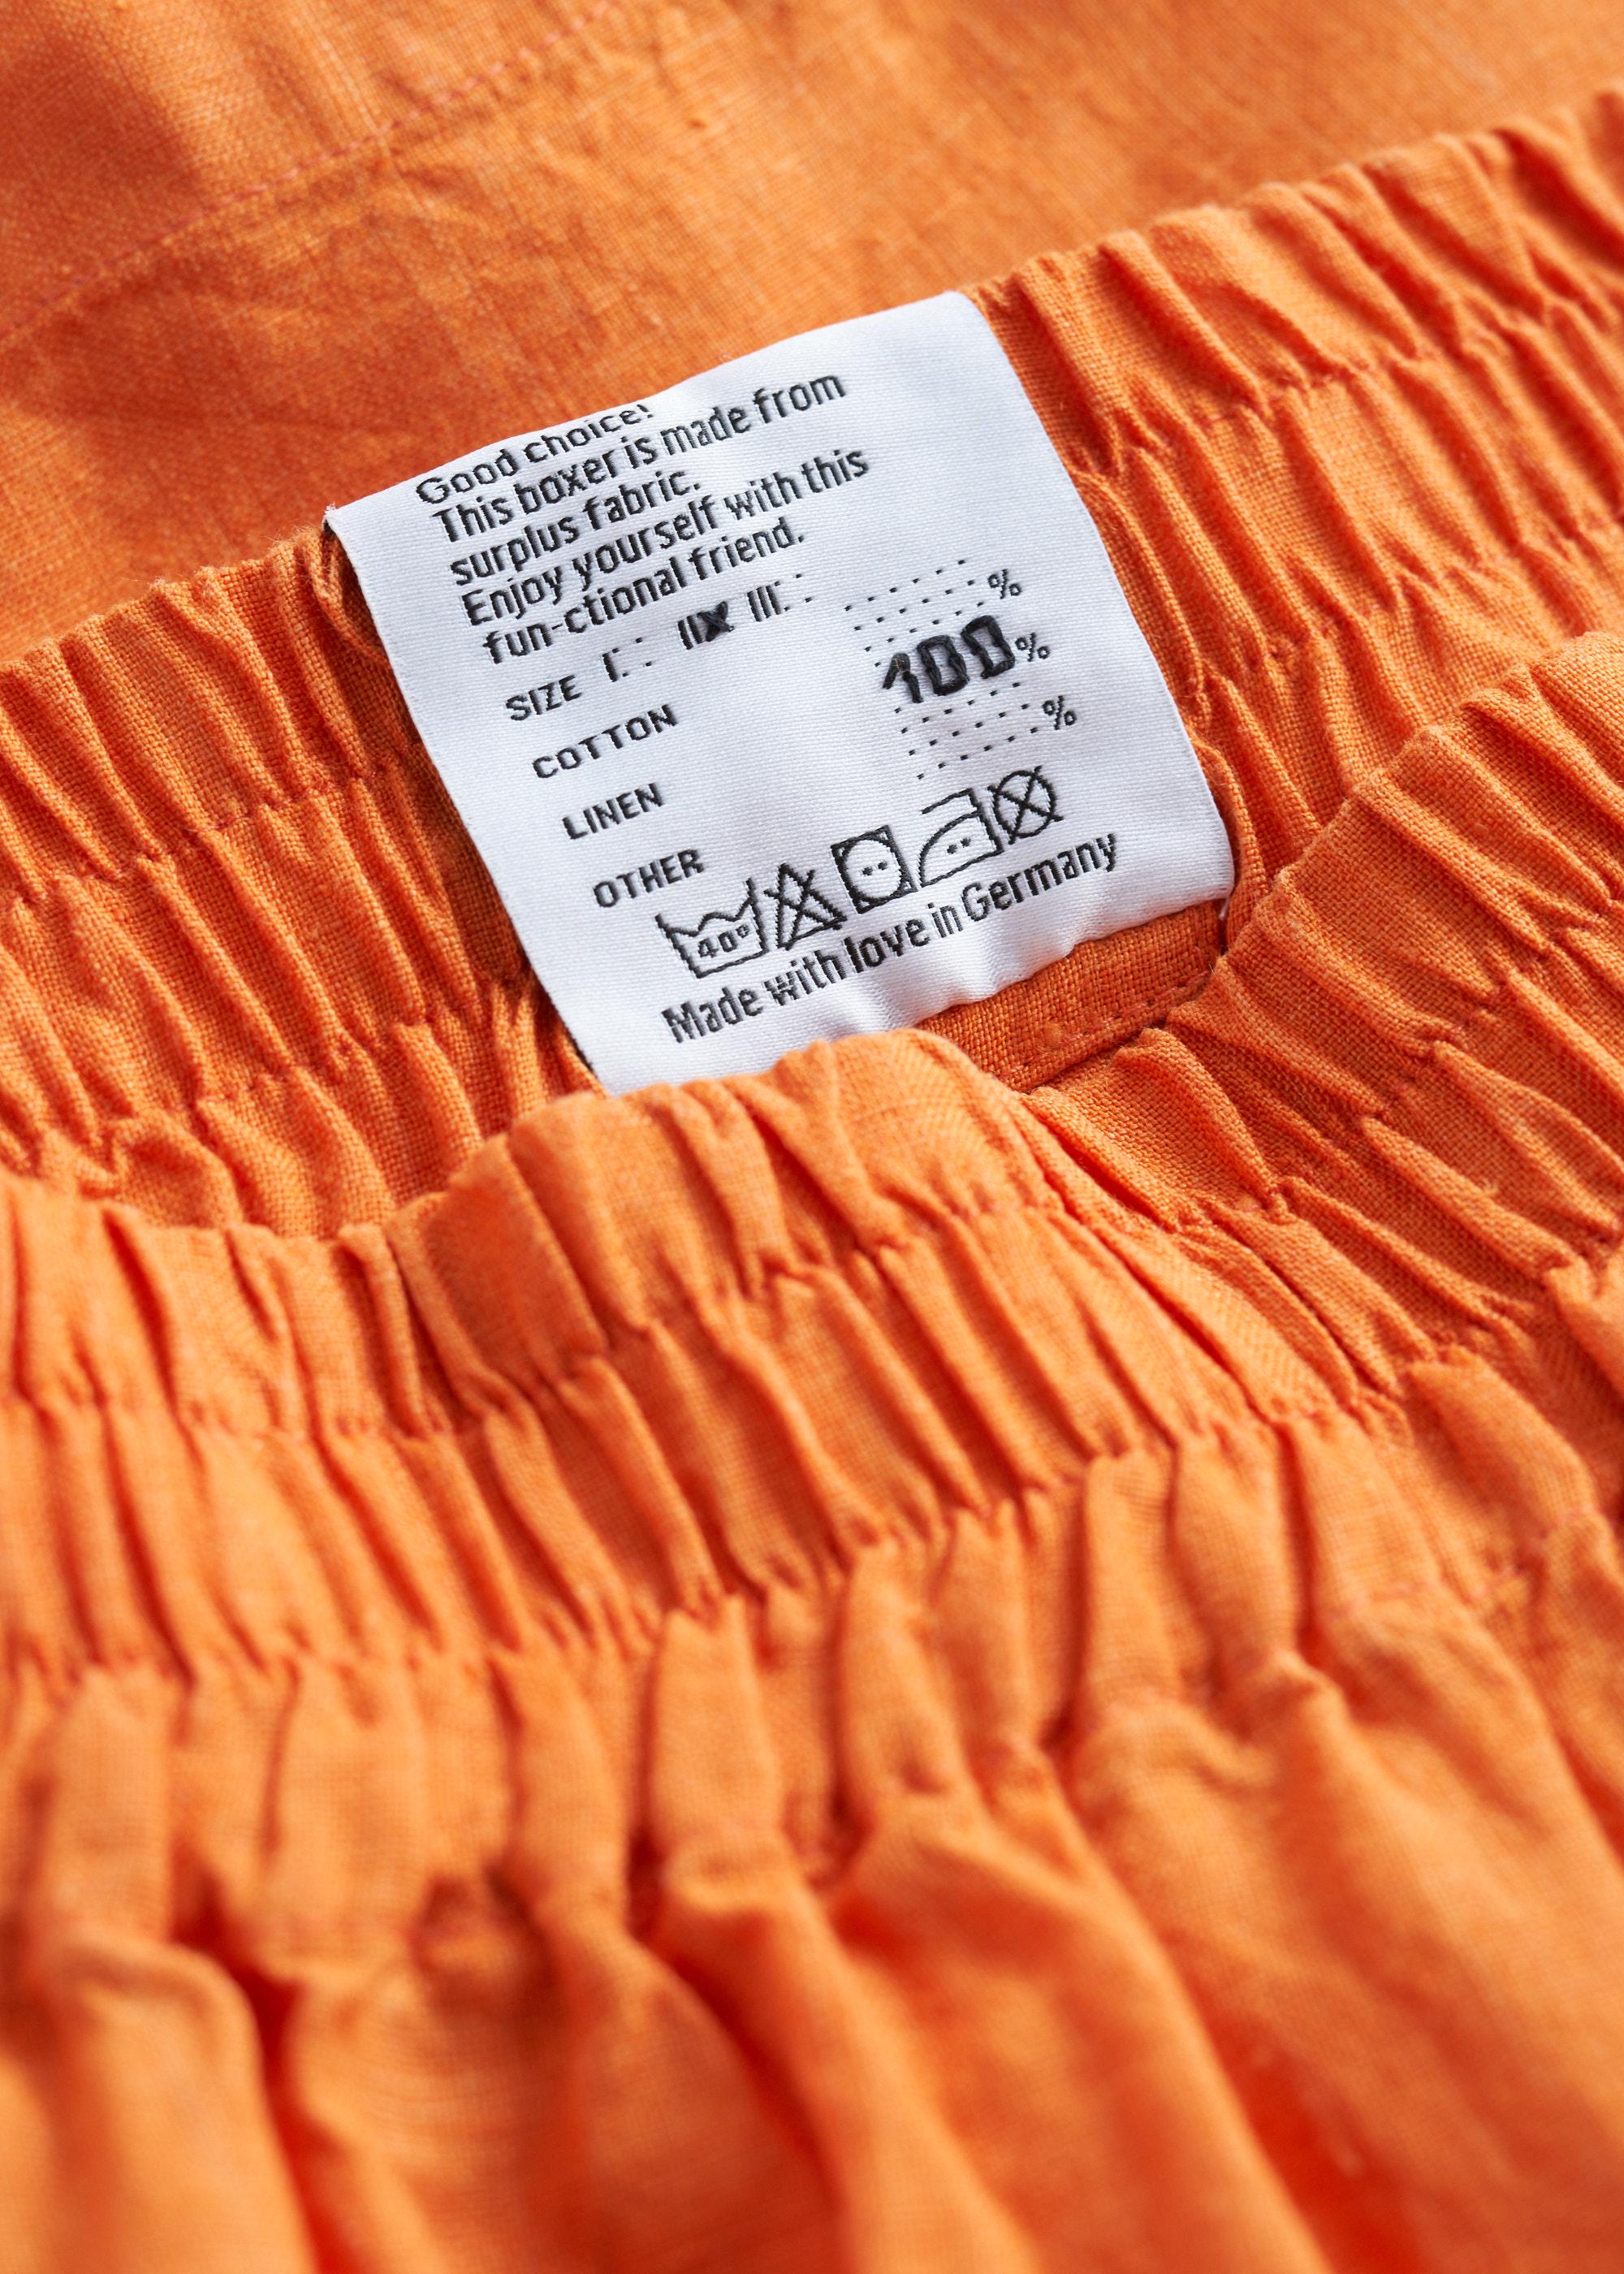 Good choice!
This boxer is made from
surplus fabric.
Enjoy yourself with this
fun-ctional friend.
SIZE I II X III
COTTON %
LINEN 100%
OTHER %
40°
Made with love in Germany